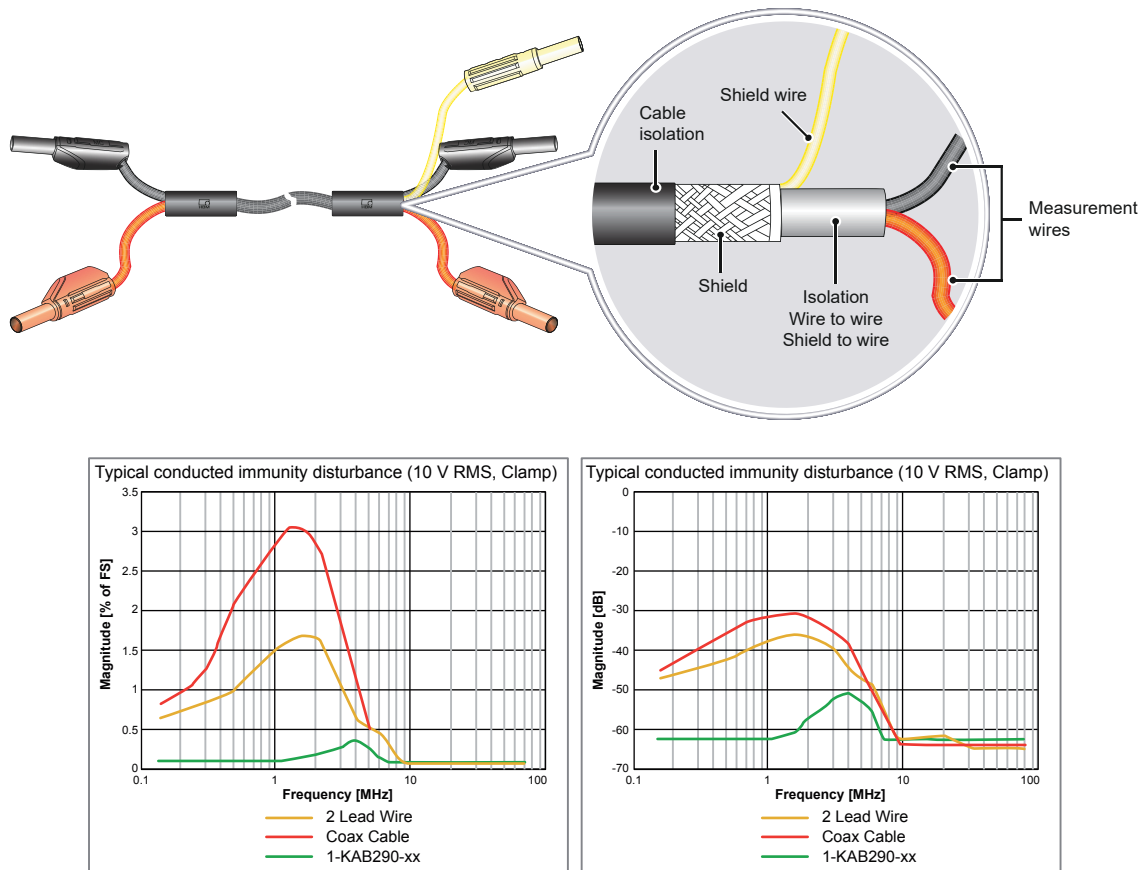 Shield wire
Cable
isolation
Measurement
wires
Shield
Isolation
Wire to wire
Shield to wire
Typical conducted immunity disturbance (10 V RMS, Clamp)
3.5
3
2.5
2
1.5
1
0.5
0
Magnitude [% of FS]
0.1
1
10
100
Frequency [MHz]
2 Lead Wire
Coax Cable
1-KAB290-xx
Typical conducted immunity disturbance (10 V RMS, Clamp)
0
-10
-20
-30
-40
-50
-60
-70
Magnitude [dB]
0.1
1
10
100
Frequency [MHz]
2 Lead Wire
Coax Cable
1-KAB290-xx